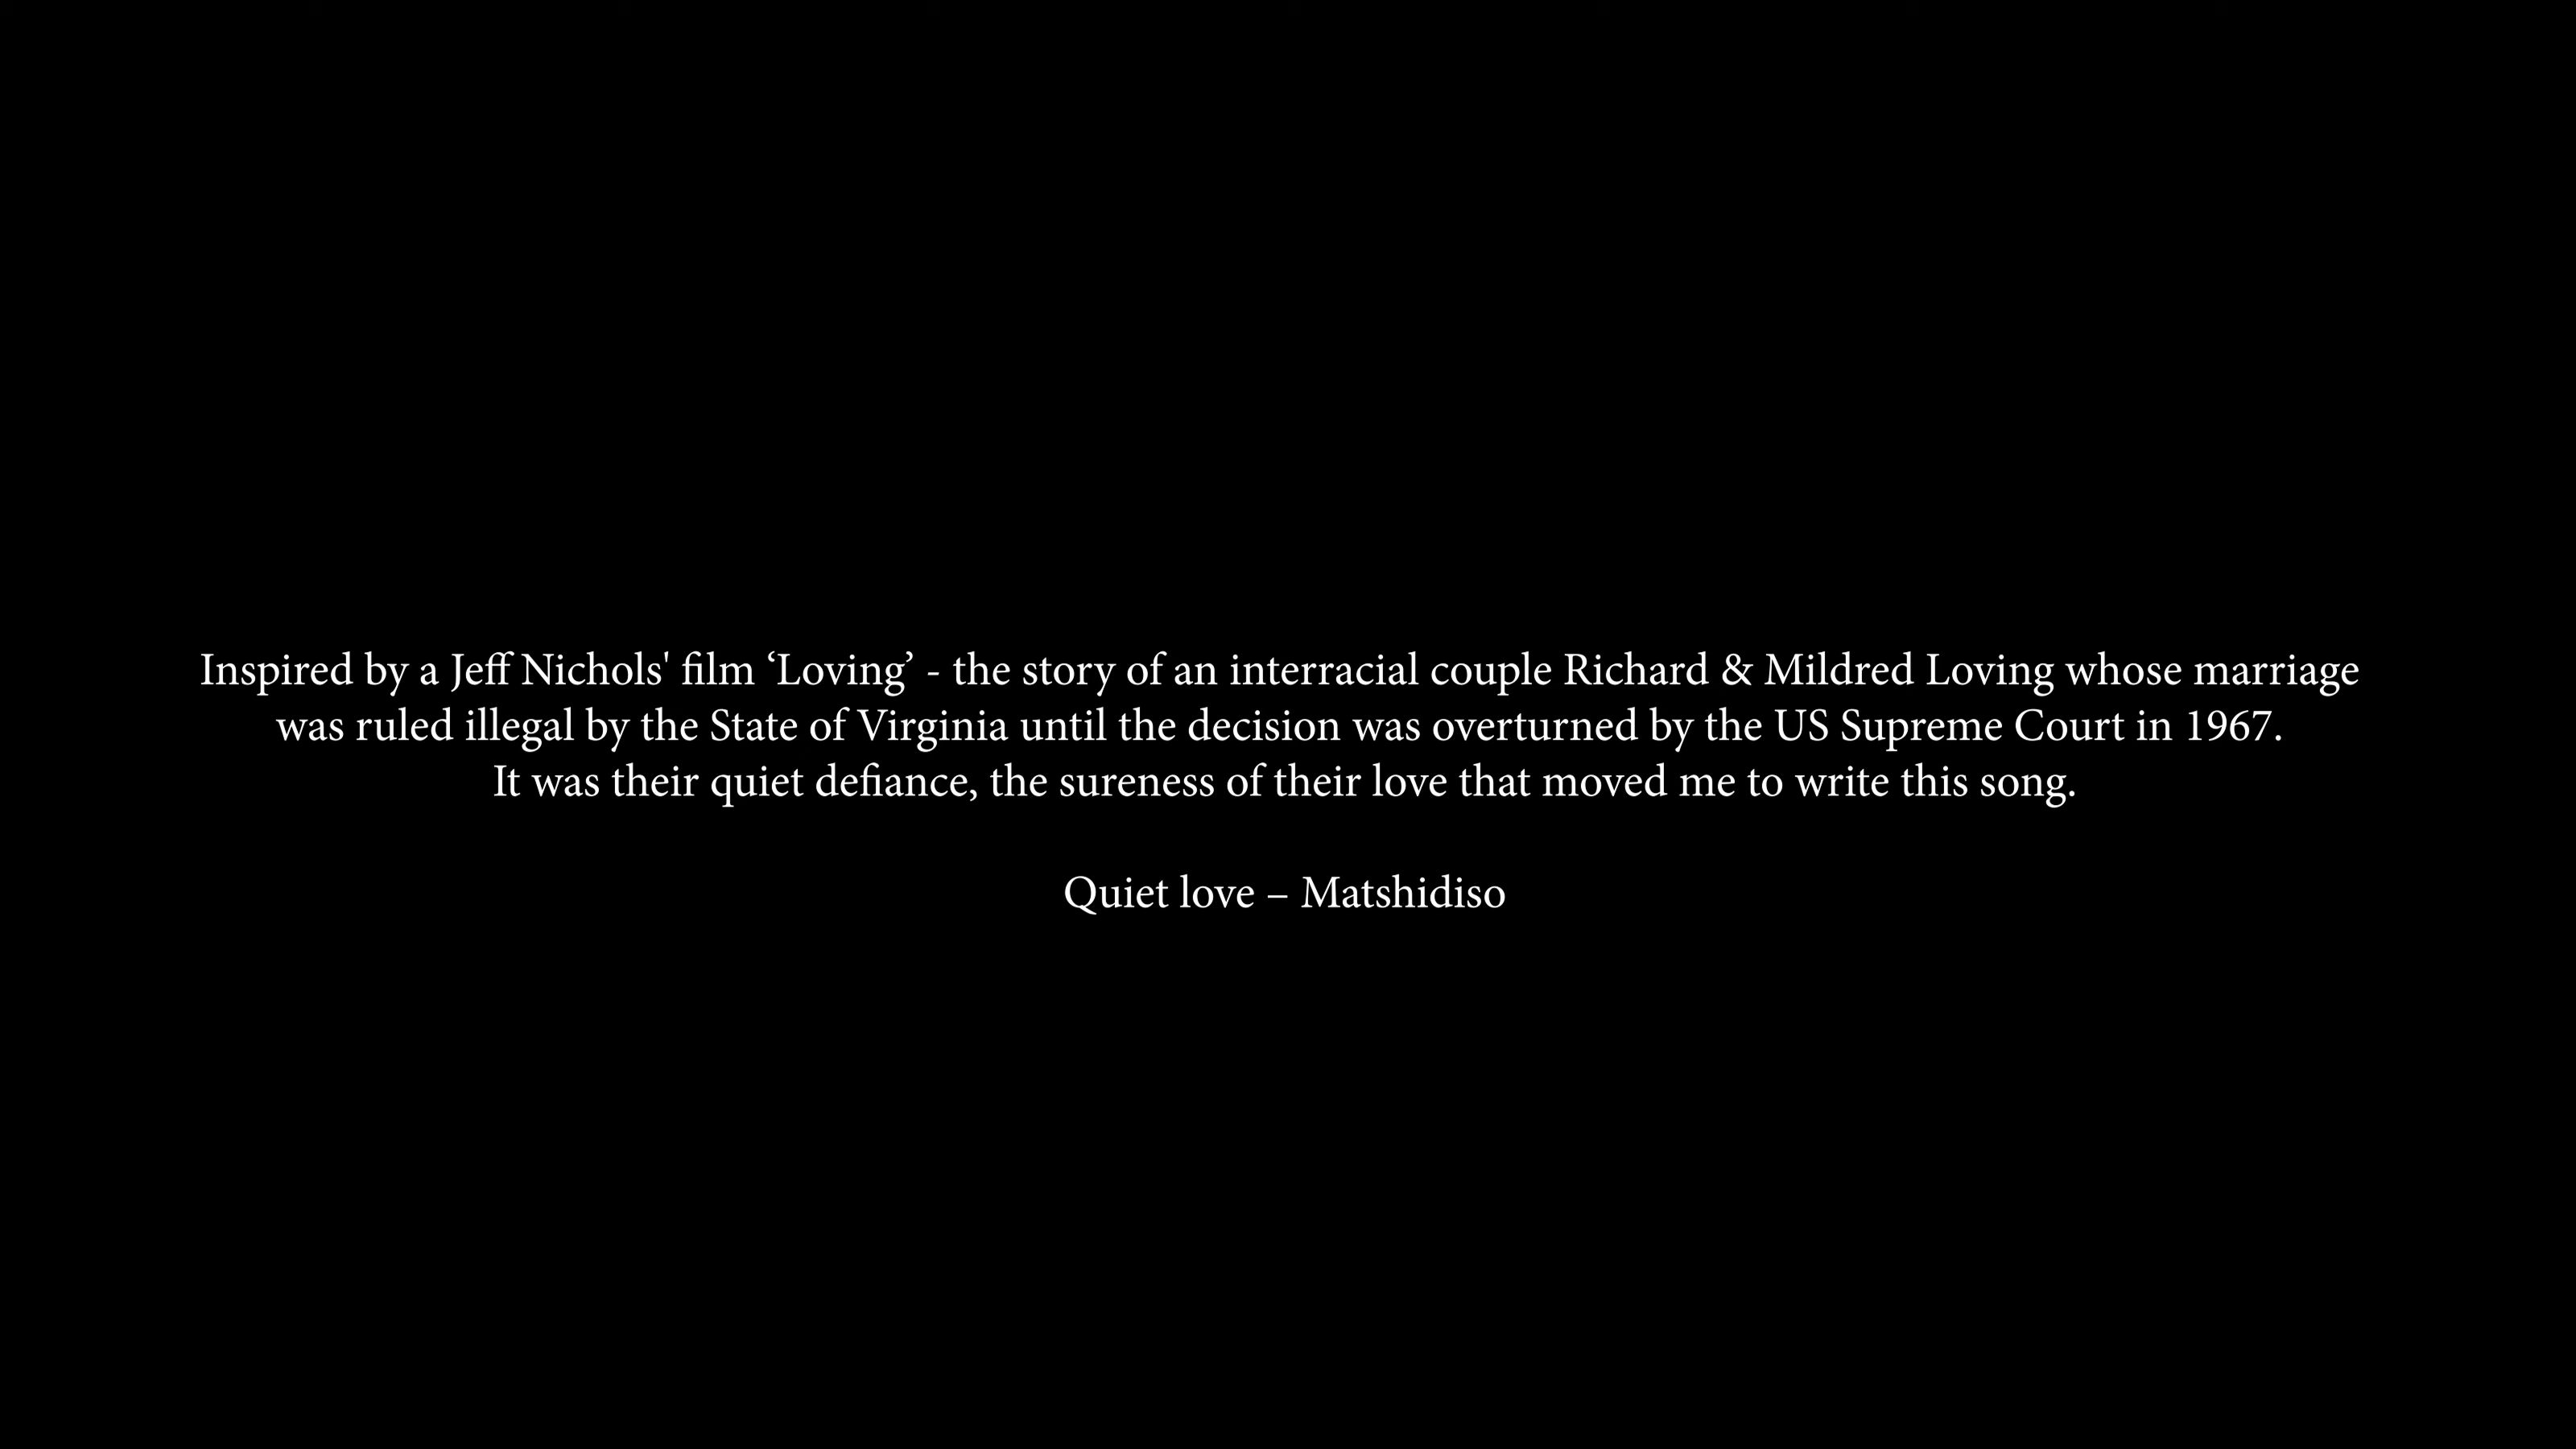 Inspired by a Jeff Nichols' film ‘Loving’ - the story of an interracial couple Richard & Mildred Loving whose marriage
was ruled illegal by the State of Virginia until the decision was overturned by the US Supreme Court in 1967.
It was their quiet defiance, the sureness of their love that moved me to write this song.
Quiet love – Matshidiso